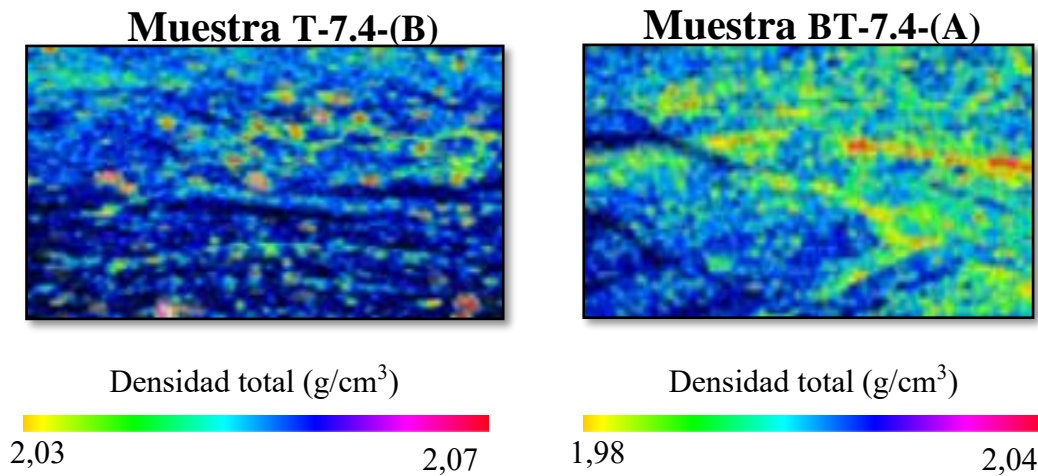 Muestra T-7.4-(B)
Muestra BT-7.4-(A)
Densidad total (g/cm³)
Densidad total (g/cm³)
2,03
2,07
1,98
2,04